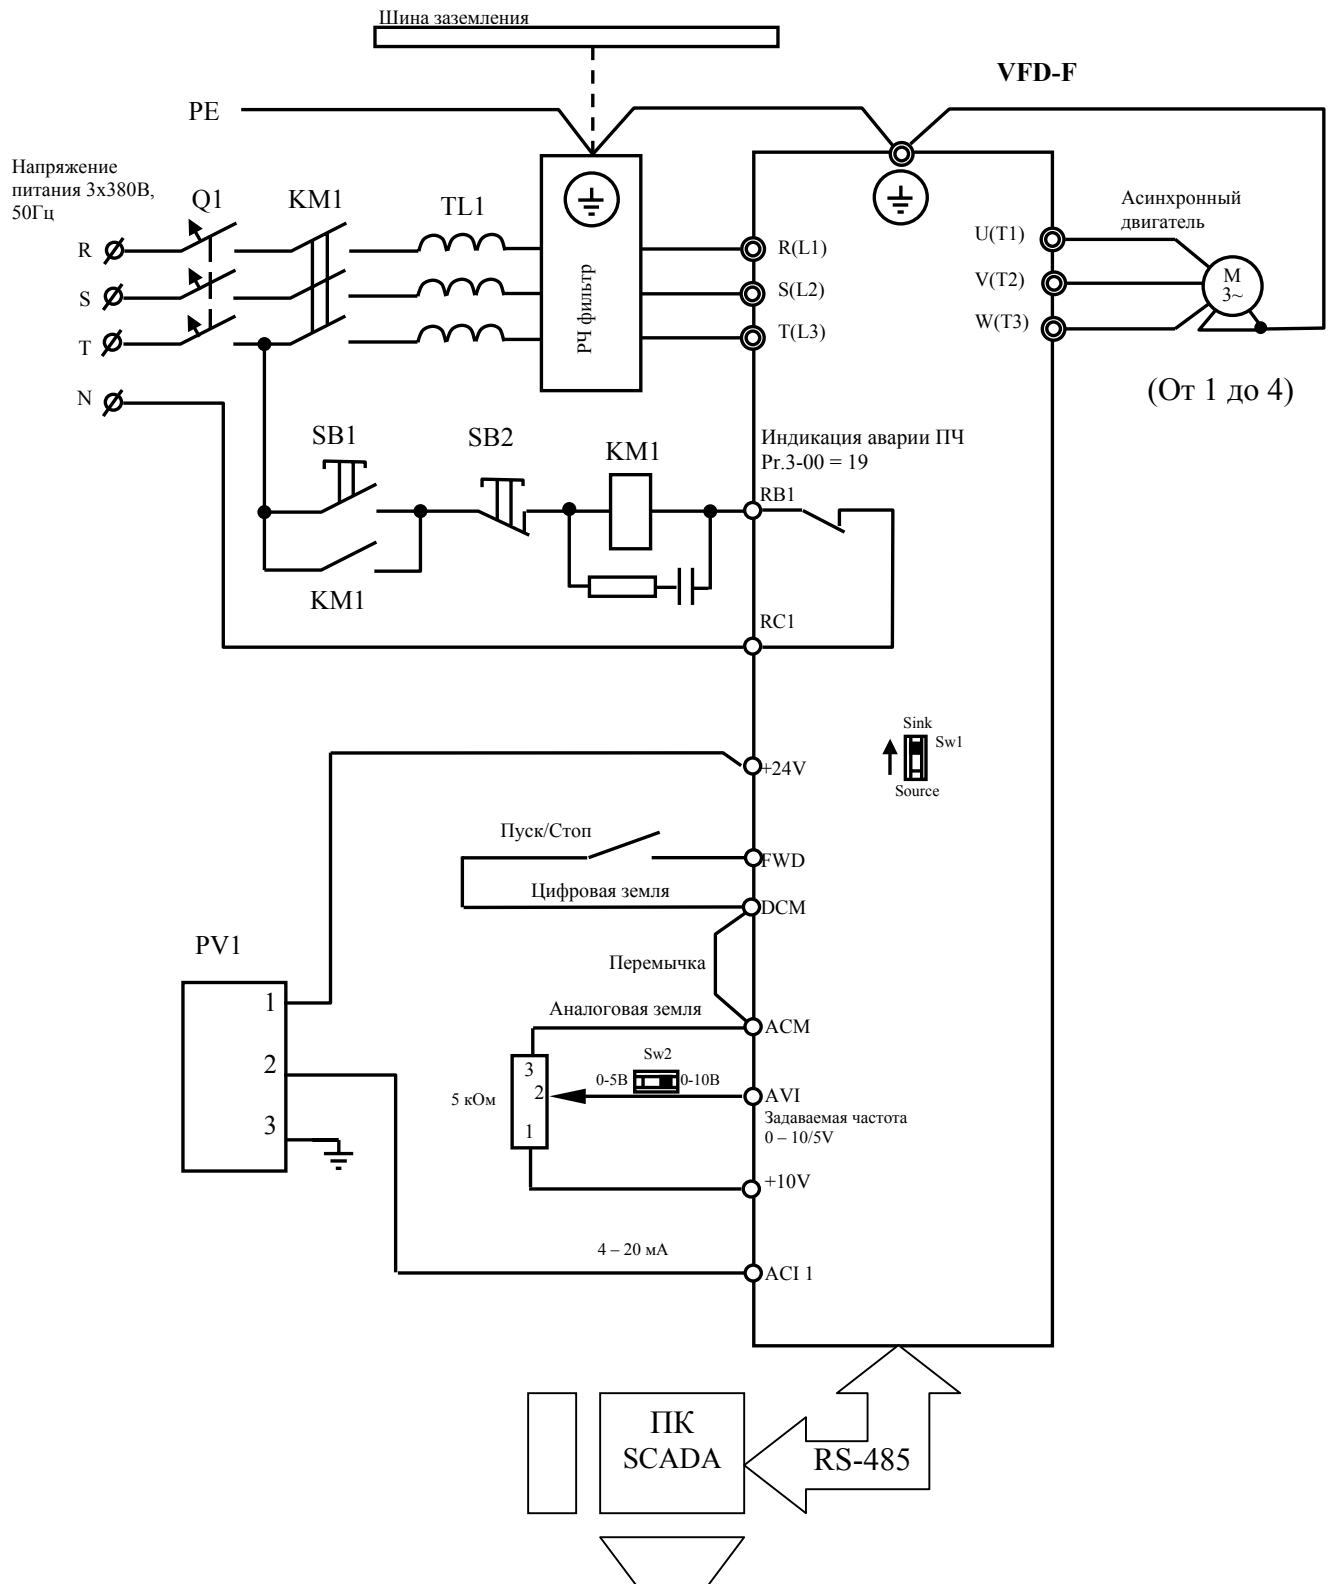 Шина заземления
VFD-F
PE
Напряжение
питания 3x380В,
50Гц
Q1
KM1
TL1
Асинхронный
двигатель
R
S
T
N
РЧ фильтр
R(L1)
S(L2)
T(L3)
U(T1)
V(T2)
W(T3)
M
3~
(От 1 до 4)
SB1
SB2
KM1
KM1
Индикация аварии ПЧ
Pr.3-00 = 19
RB1
RC1
Sink
Sw1
Source
+24V
Пуск/Стоп
FWD
Цифровая земля
DCM
PV1
1
2
3
Перемычка
Аналоговая земля
ACM
Sw2
0-5В
0-10В
3
2
1
5 кОм
AVI
Задаваемая частота
0 – 10/5V
+10V
4 – 20 мА
ACI 1
ПК
SCADA
RS-485